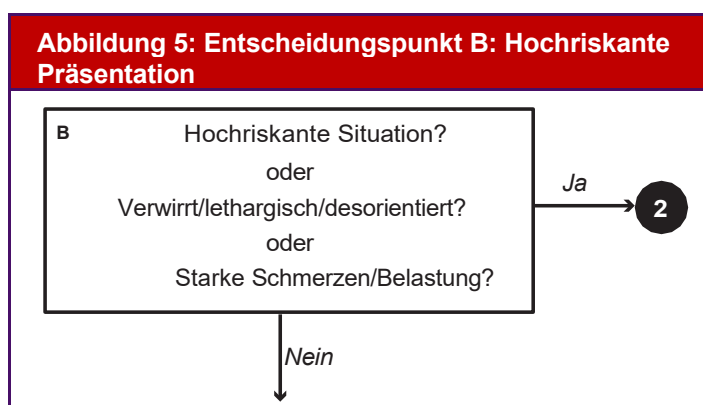 Abbildung 5: Entscheidungspunkt B: Hochriskante
Präsentation
B
Hochriskante Situation?
oder
Verwirrt/lethargisch/desorientiert?
oder
Starke Schmerzen/Belastung?
Ja
2
Nein